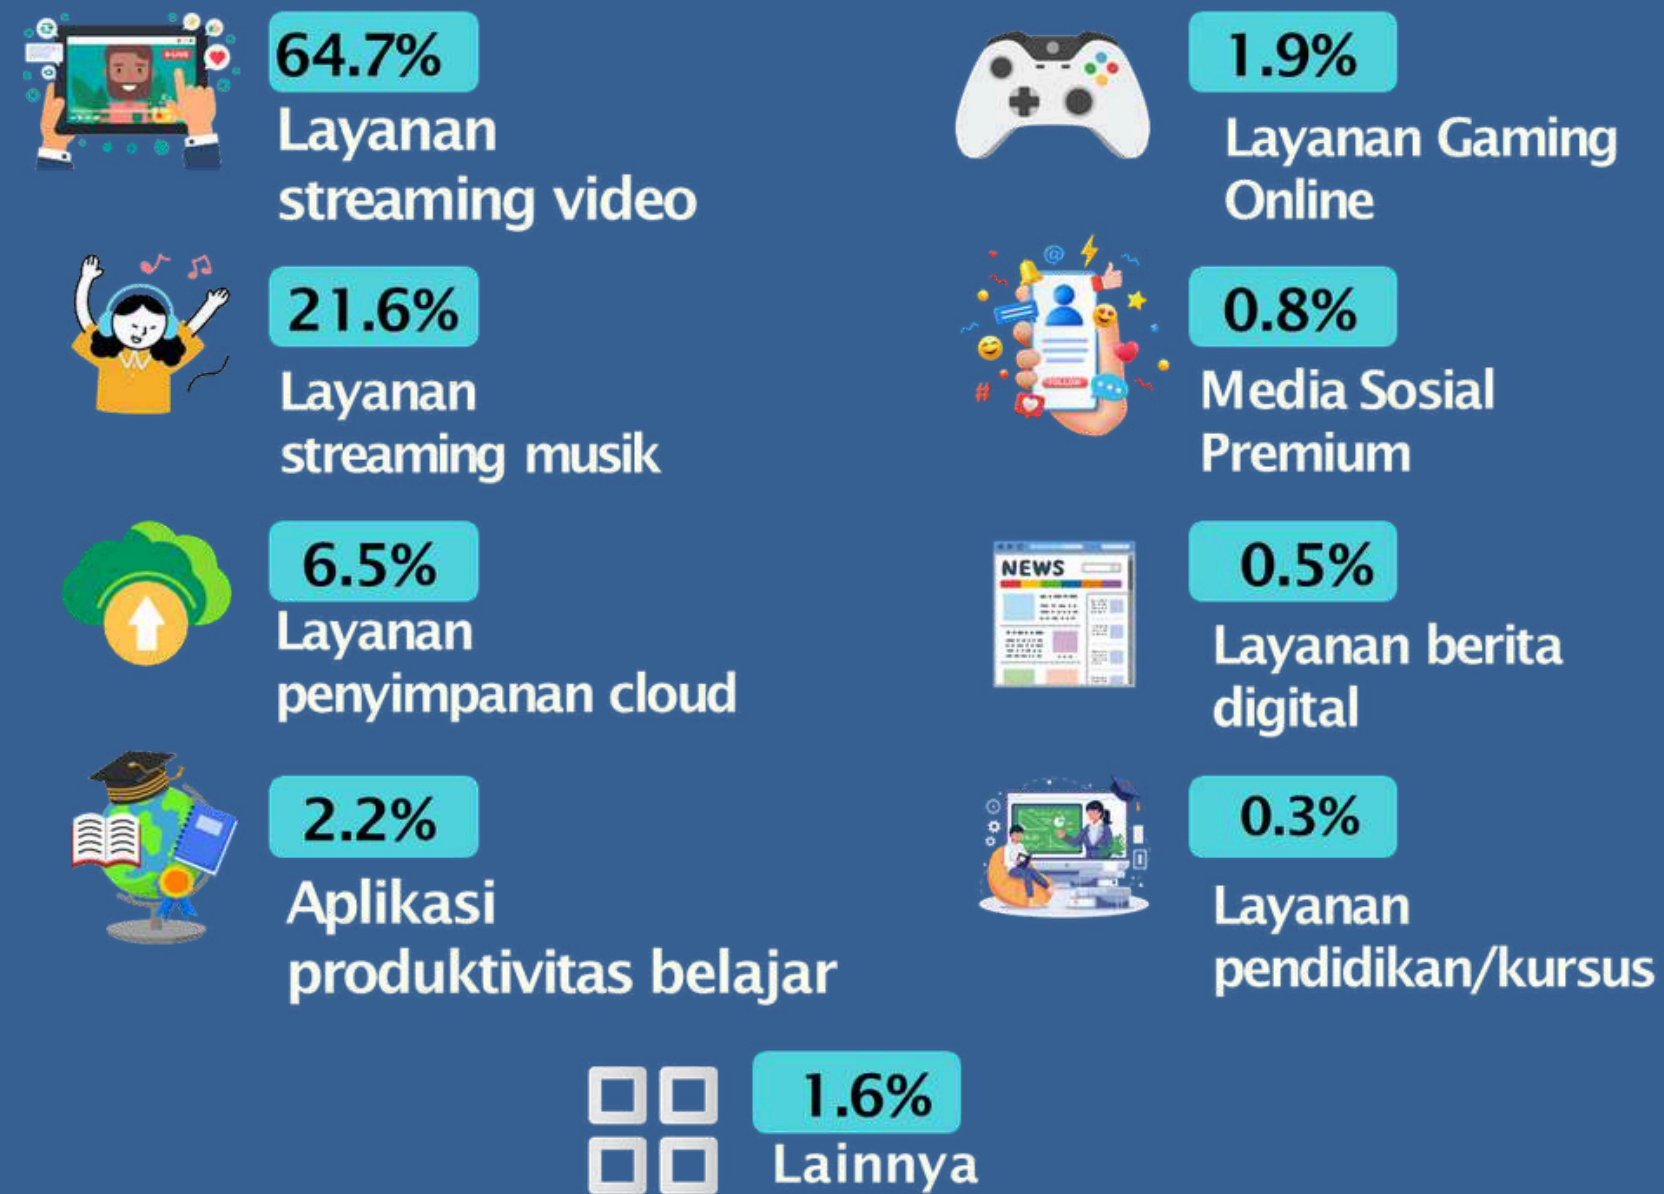 64.7%
Layanan
streaming video
21.6%
Layanan
streaming musik
6.5%
Layanan
penyimpanan cloud
2.2%
Aplikasi
produktivitas belajar
1.9%
Layanan Gaming
Online
0.8%
Media Sosial
Premium
FOLLOW
NEWS
0.5%
Layanan berita
digital
0.3%
Layanan
pendidikan/kursus
1.6%
Lainnya